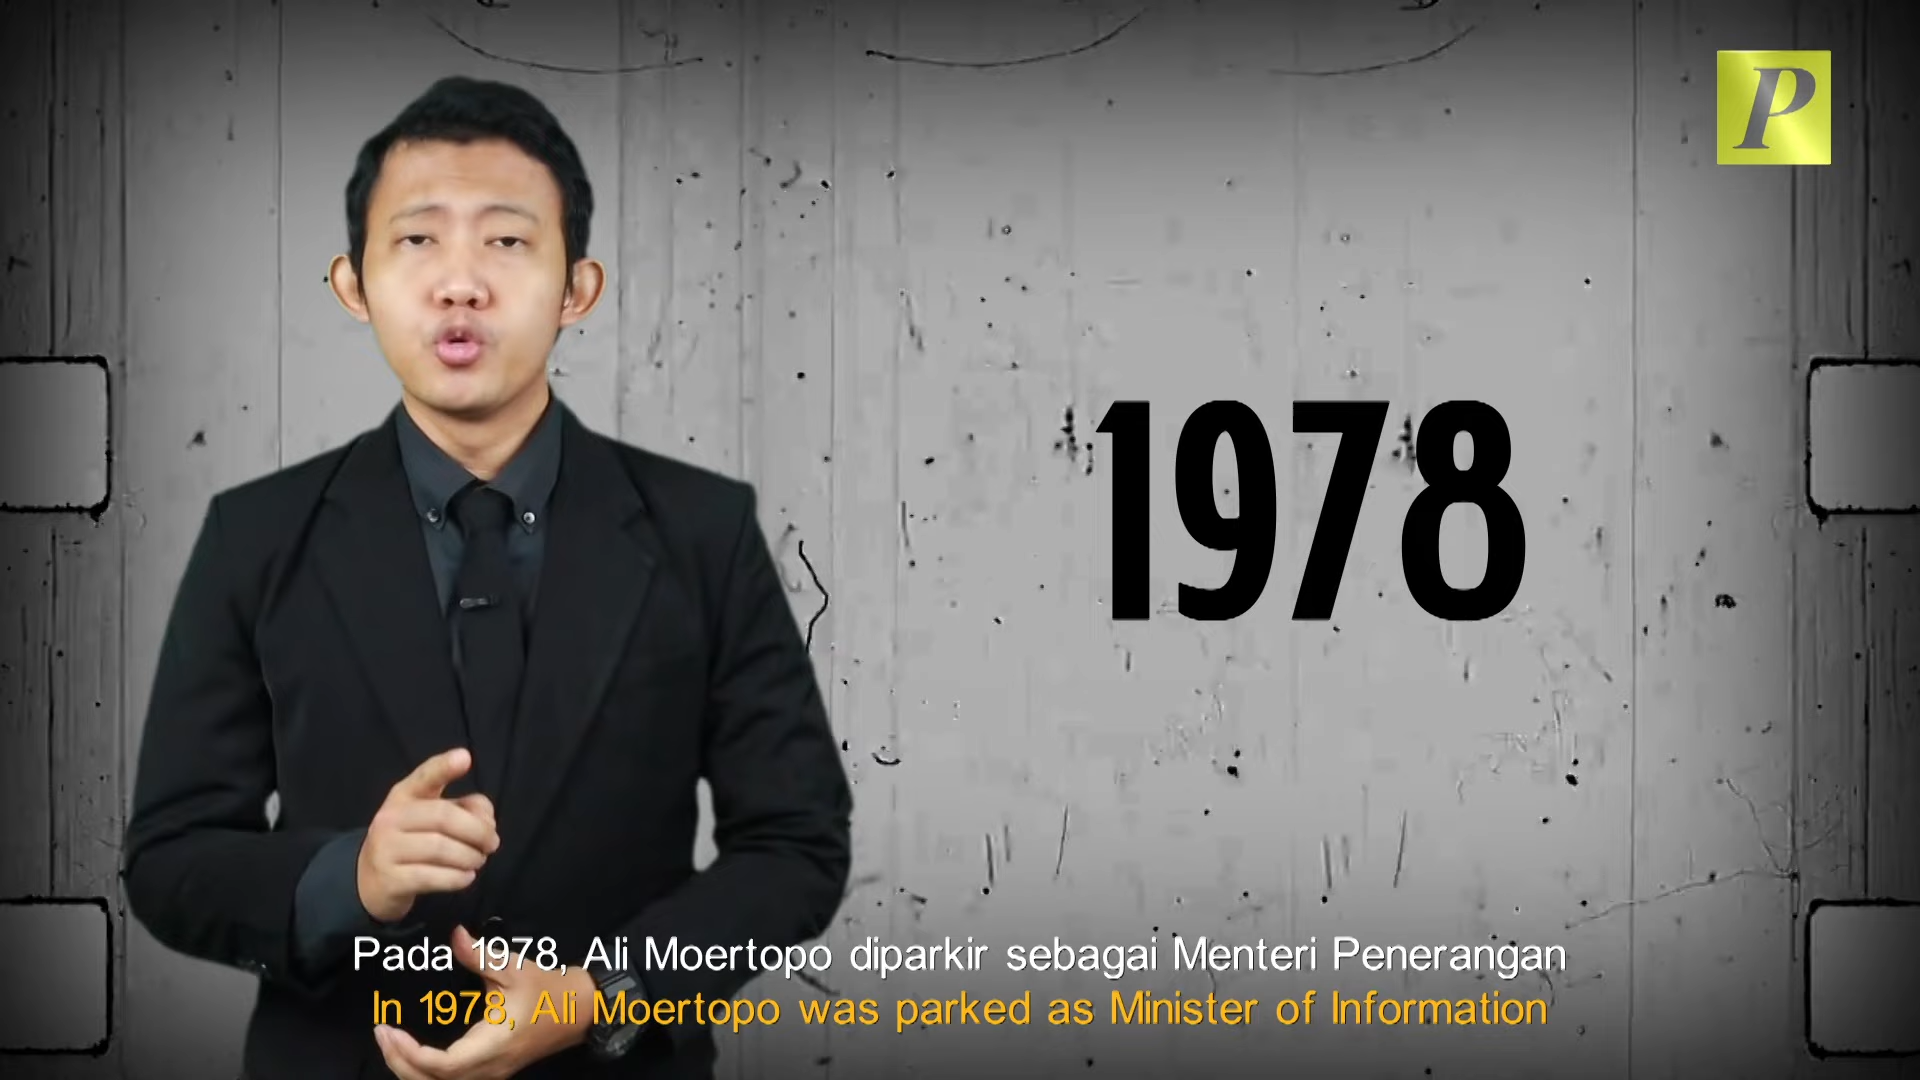 P
1978
Pada 1978, Ali Moertopo diparkir sebagai Menteri Penerangan
In 1978, Ali Moertopo was parked as Minister of Information